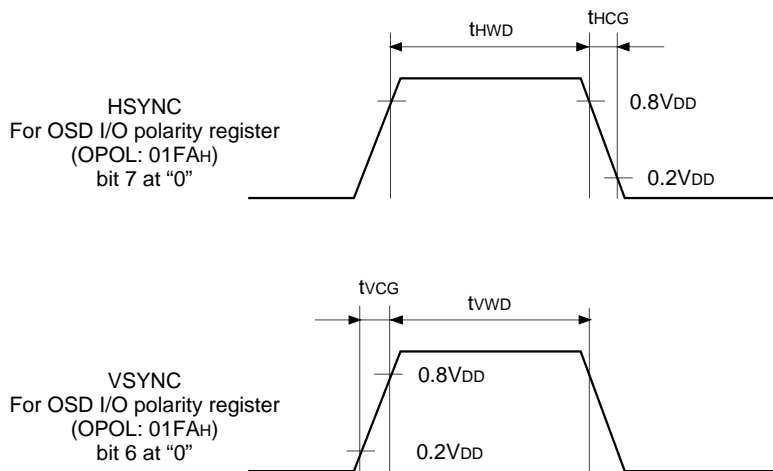 tHWD
tHCG
HSYNC
For OSD I/O polarity register
(OPOL: 01FAH)
bit 7 at “0”
0.8VDD
0.2VDD
tVCG
tVWD
VSYNC
For OSD I/O polarity register
(OPOL: 01FAH)
bit 6 at “0”
0.8VDD
0.2VDD